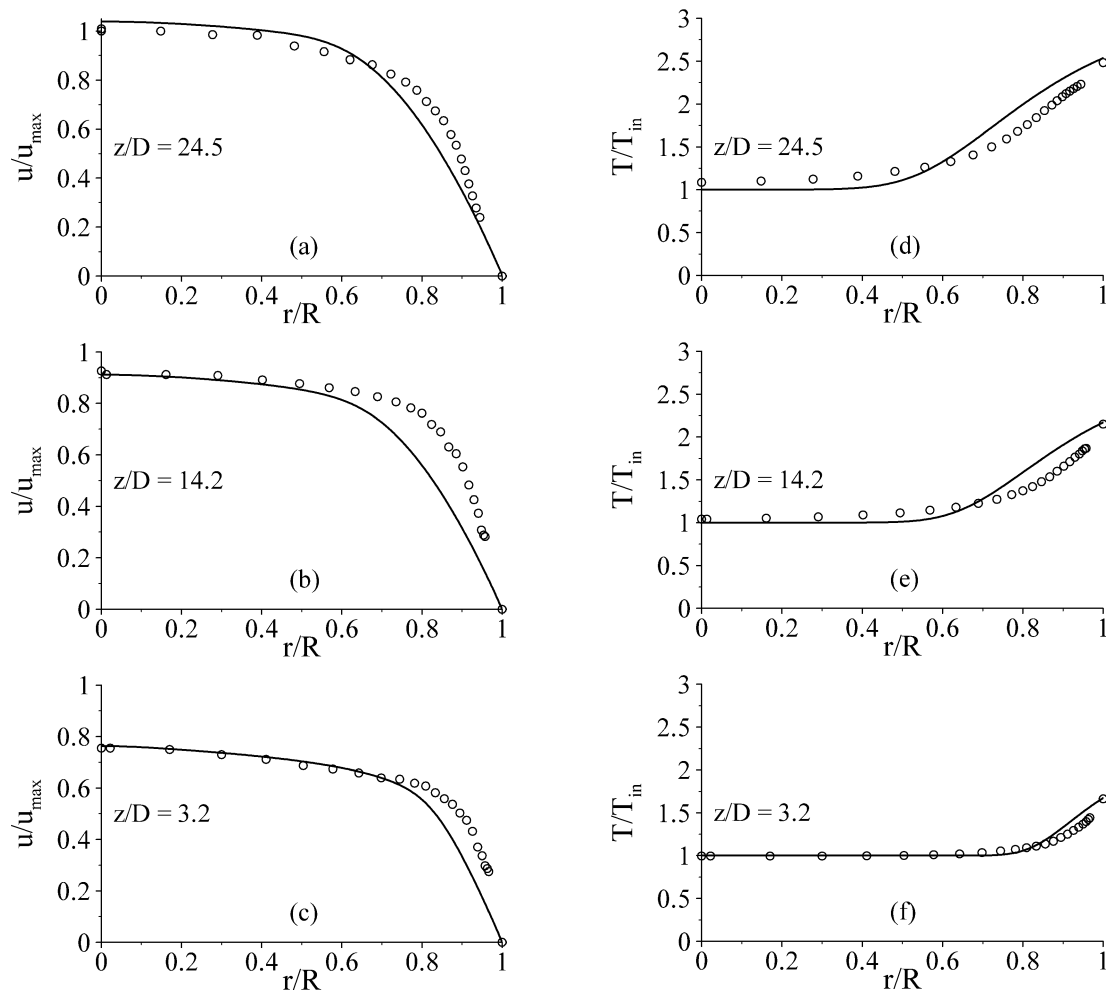 u/u_max
1
0.8
0.6
0.4
0.2
0
z/D = 24.5
(a)
0 0.2 0.4 0.6 0.8 1
r/R
T/T_in
3
2.5
2
1.5
1
0.5
0
z/D = 24.5
(d)
0 0.2 0.4 0.6 0.8 1
r/R
u/u_max
1
0.8
0.6
0.4
0.2
0
z/D = 14.2
(b)
0 0.2 0.4 0.6 0.8 1
r/R
T/T_in
3
2.5
2
1.5
1
0.5
0
z/D = 14.2
(e)
0 0.2 0.4 0.6 0.8 1
r/R
u/u_max
1
0.8
0.6
0.4
0.2
0
z/D = 3.2
(c)
0 0.2 0.4 0.6 0.8 1
r/R
T/T_in
3
2.5
2
1.5
1
0.5
0
z/D = 3.2
(f)
0 0.2 0.4 0.6 0.8 1
r/R